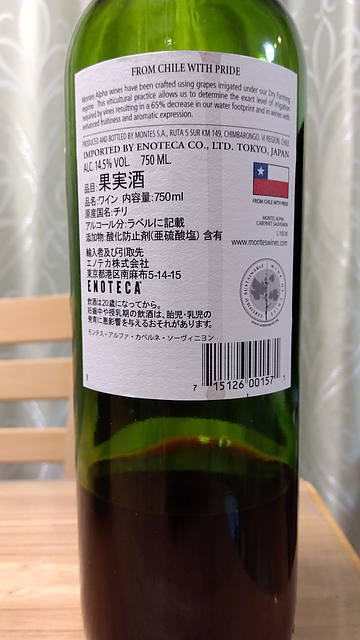 FROM CHILE WITH PRIDE
Montes Alpha wines have been crafted using grapes irrigated under our Dry Farming
regime. This viticultural practice allows us to determine the exact level of irrigation
required by vines resulting in a 65% decrease in our water footprint and in wines with
enhanced fruitiness and aromatic expression.
PRODUCED AND BOTTLED BY MONTES S.A., RUTA 5 SUR KM 149, CHIMBARONGO, VI REGION, CHILE
IMPORTED BY ENOTECA CO., LTD. TOKYO, JAPAN
ALC. 14.5% VOL. 750 ML.
品目:果実酒
品名:ワイン 内容量:750ml
原産国名:チリ
アルコール分:ラベルに記載
添加物:酸化防止剤(亜硫酸塩) 含有
輸入者及び引取先
エノテカ株式会社
東京都港区南麻布5-14-15
ENOTECA
飲酒は20歳になってから。
妊娠中や授乳期の飲酒は、胎児・乳児の
発育に悪影響を与えるおそれがあります。
モンテス・アルファ・カベルネ・ソーヴィニヨン
FROM CHILE WITH PRIDE
MONTES ALPHA
CABERNET SAUVIGNON
www.monteswines.com
7 15126 00157 1